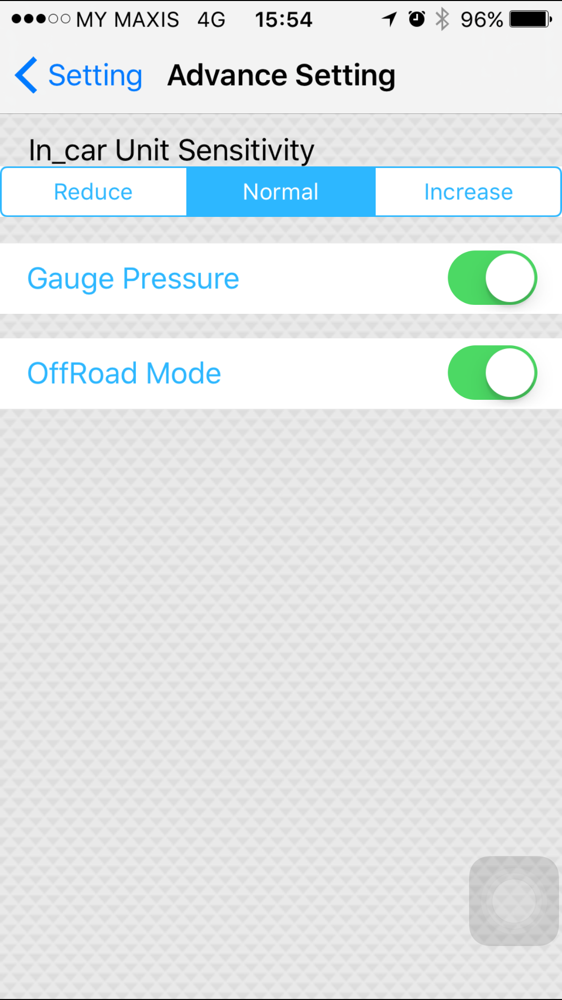 MY MAXIS 4G 15:54 96%
Setting Advance Setting
In_car Unit Sensitivity
Reduce Normal Increase
Gauge Pressure
OffRoad Mode